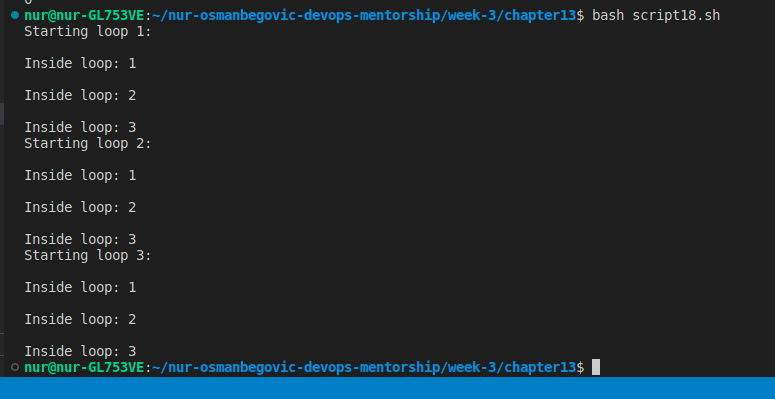 nur@nur-GL753VE:~/nur-osmanbegovic-devops-mentorship/week-3/chapter13$ bash script18.sh
Starting loop 1:
Inside loop: 1
Inside loop: 2
Inside loop: 3
Starting loop 2:
Inside loop: 1
Inside loop: 2
Inside loop: 3
Starting loop 3:
Inside loop: 1
Inside loop: 2
Inside loop: 3
nur@nur-GL753VE:~/nur-osmanbegovic-devops-mentorship/week-3/chapter13$